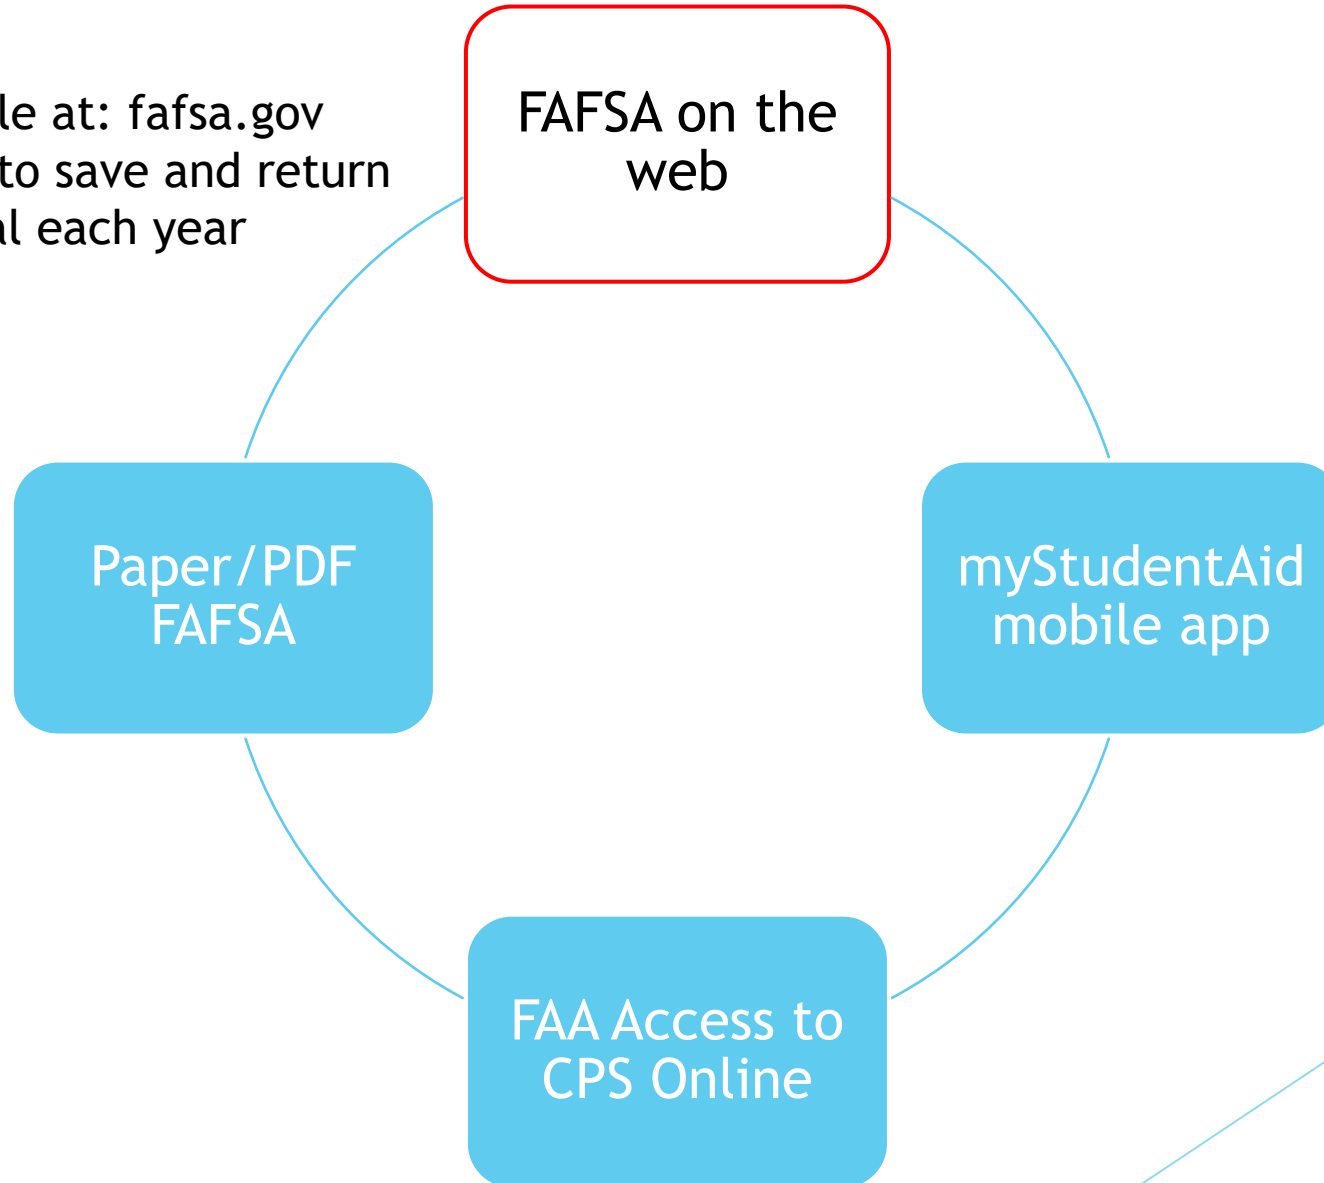 at: fafsa.gov
to save and return
each year
FAFSA on the
web
Paper/PDF
FAFSA
myStudentAid
mobile app
FAA Access to
CPS Online